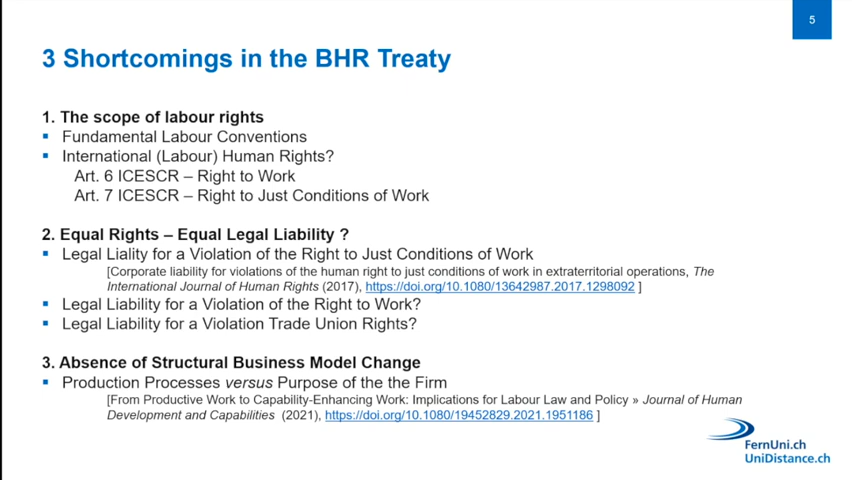 5
3 Shortcomings in the BHR Treaty
1. The scope of labour rights
▪ Fundamental Labour Conventions
▪ International (Labour) Human Rights?
Art. 6 ICESCR – Right to Work
Art. 7 ICESCR – Right to Just Conditions of Work
2. Equal Rights – Equal Legal Liability ?
▪ Legal Liality for a Violation of the Right to Just Conditions of Work
[Corporate liability for violations of the human right to just conditions of work in extraterritorial operations, The
International Journal of Human Rights (2017), https://doi.org/10.1080/13642987.2017.1298092 ]
▪ Legal Liability for a Violation of the Right to Work?
▪ Legal Liability for a Violation Trade Union Rights?
3. Absence of Structural Business Model Change
▪ Production Processes versus Purpose of the the Firm
[From Productive Work to Capability-Enhancing Work: Implications for Labour Law and Policy » Journal of Human
Development and Capabilities (2021), https://doi.org/10.1080/19452829.2021.1951186 ]
FernUni.ch
UniDistance.ch